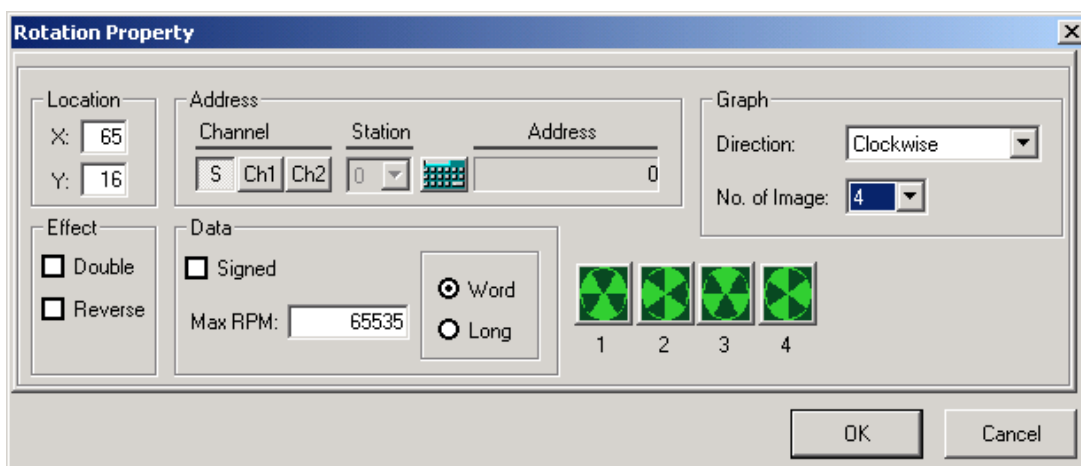 Rotation Property
Location
X: 65
Y: 16
Address
Channel Station Address
S Ch1 Ch2 0 0
Graph
Direction: Clockwise
No. of Image: 4
Effect
Double
Reverse
Data
Signed
Max RPM: 65535
Word
Long
1 2 3 4
OK Cancel